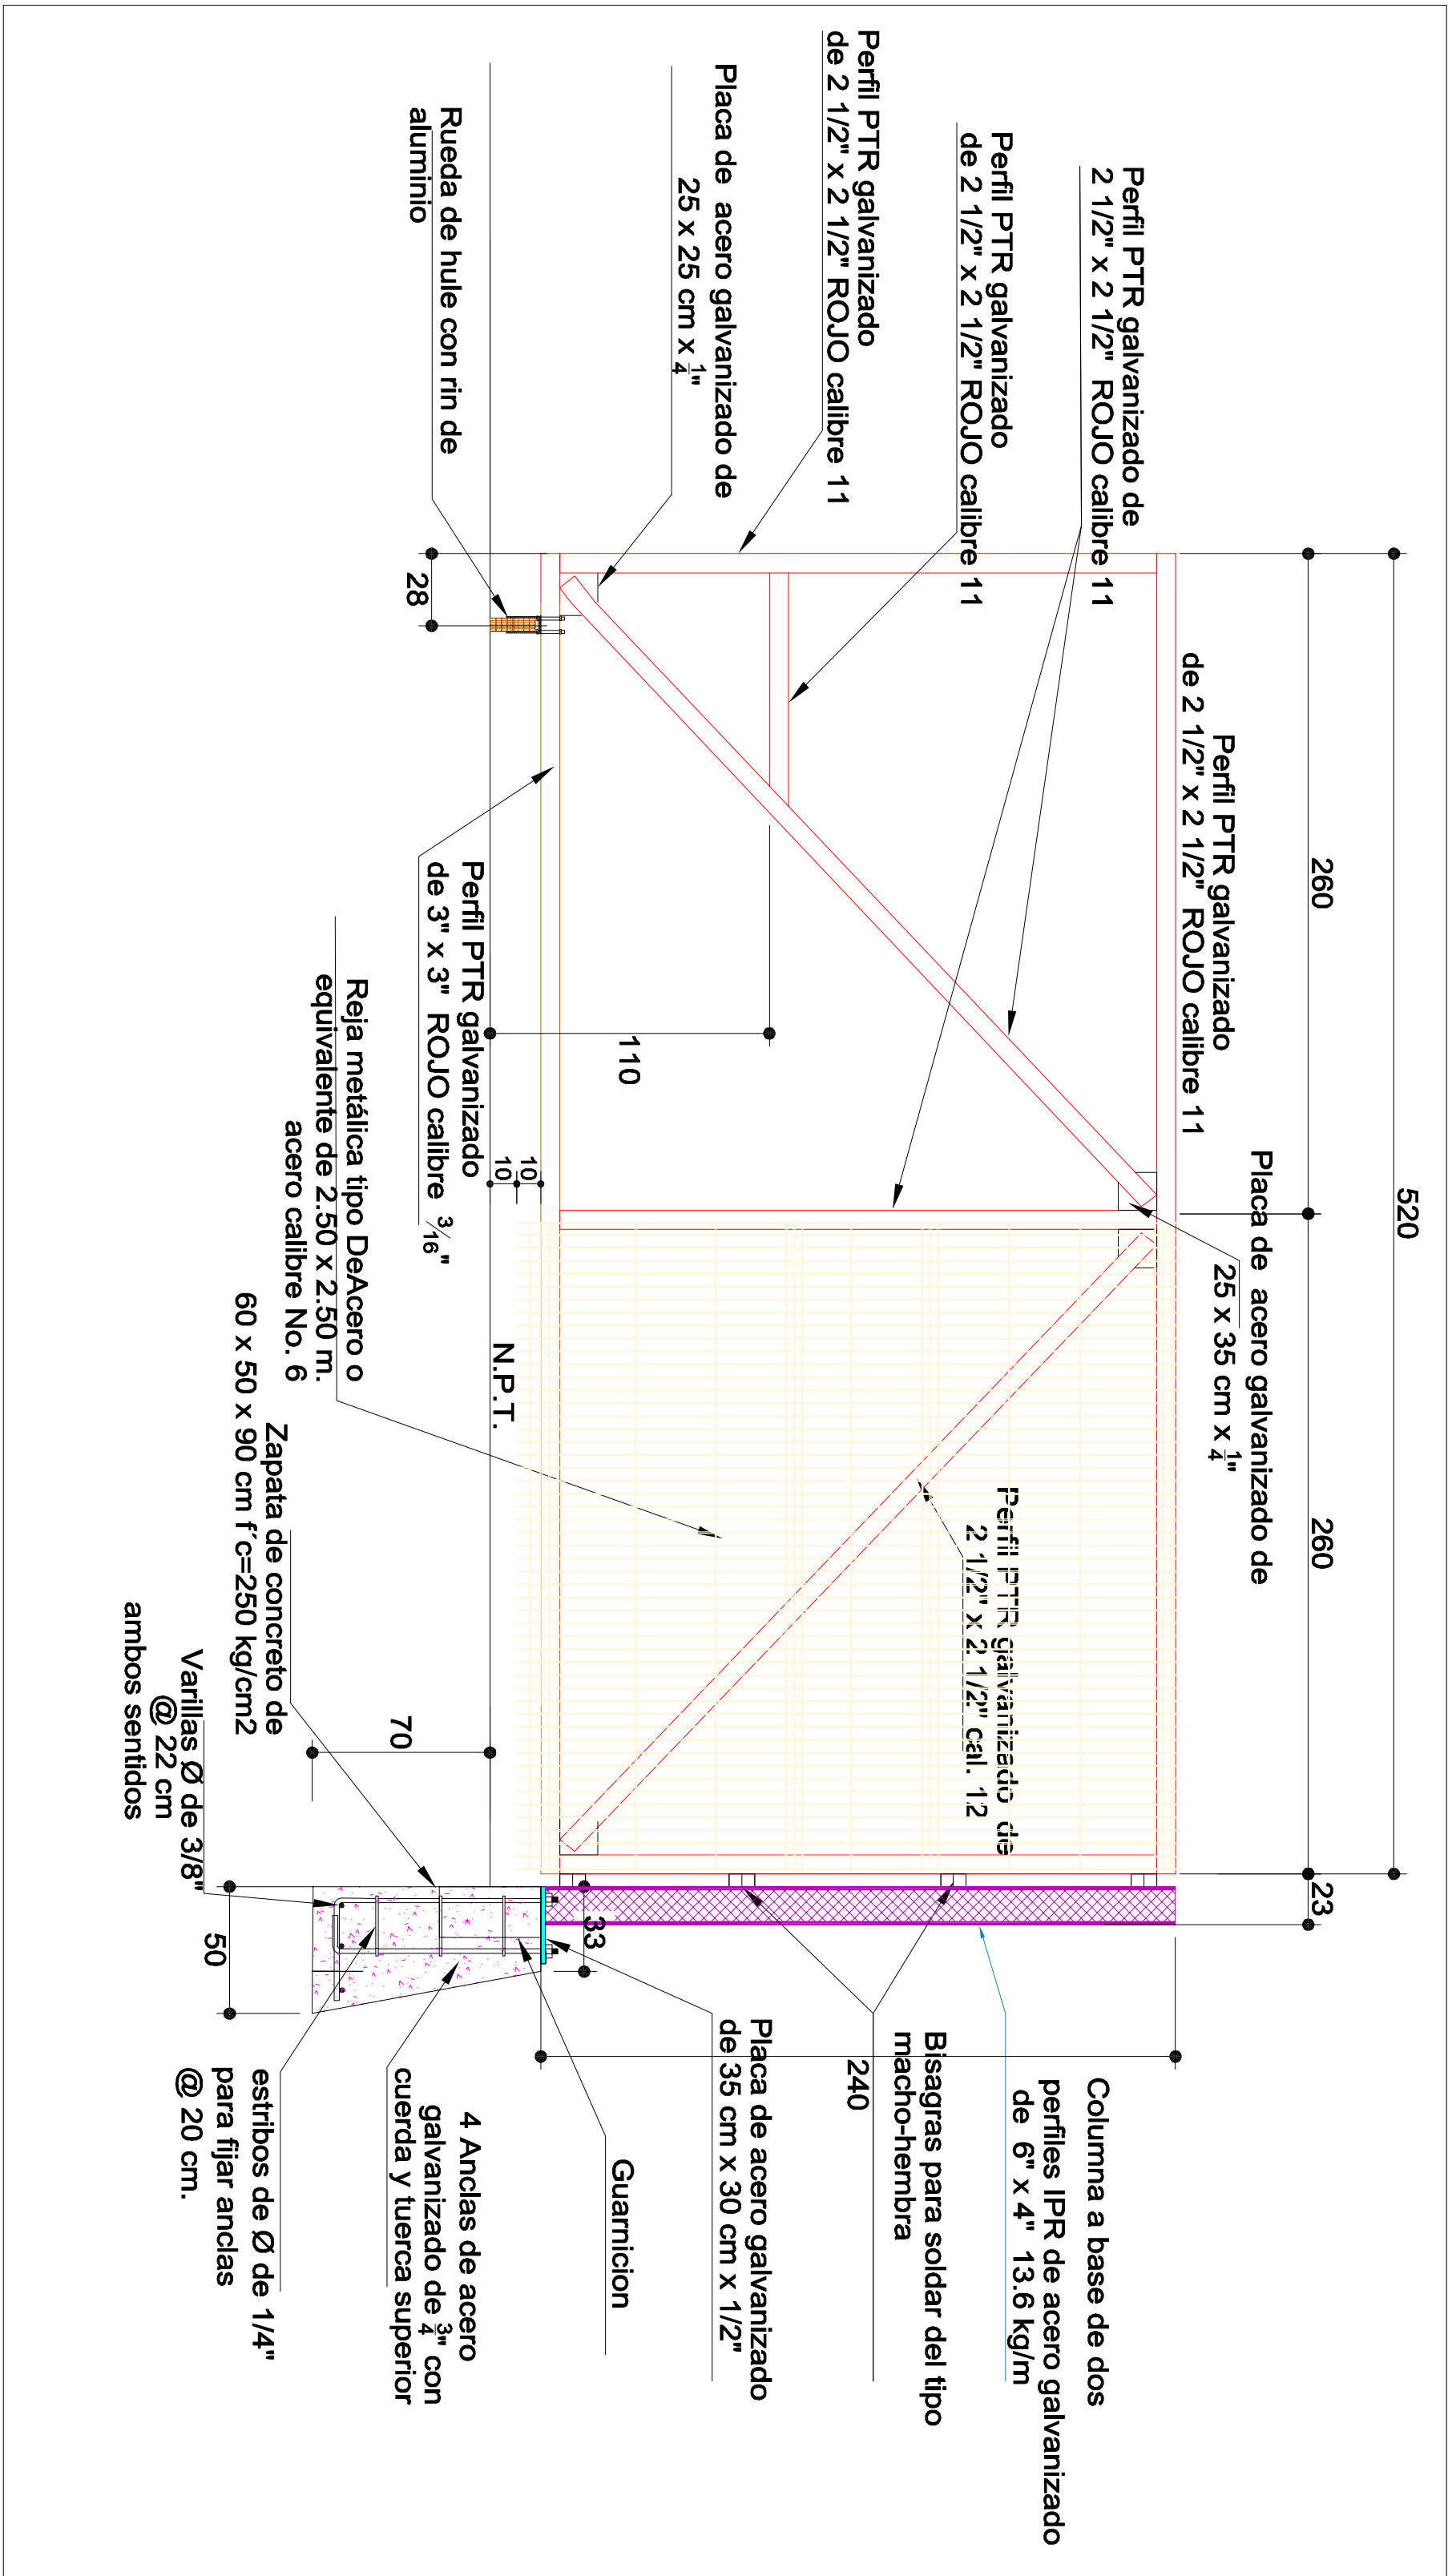 520
260
260
23
Perfil PTR galvanizado
de 2 1/2" x 2 1/2" ROJO calibre 11
Placa de acero galvanizado de
25 x 35 cm x 1/4"
Perfil PTR galvanizado de
2 1/2" x 2 1/2" ROJO calibre 11
Perfil PTR galvanizado
de 2 1/2" x 2 1/2" ROJO calibre 11
Perfil PTR galvanizado
de 2 1/2" x 2 1/2" ROJO calibre 11
Placa de acero galvanizado de
25 x 25 cm x 1/4"
Rueda de hule con rin de
aluminio
28
110
10
10
Perfil PTR galvanizado
de 3" x 3" ROJO calibre 3/16"
Reja metálica tipo DeAcero o
equivalente de 2.50 x 2.50 m.
acero calibre No. 6
N.P.T.
Perfil PTR galvanizado de
2 1/2" x 2 1/2" cal. 12
Zapata de concreto de
60 x 50 x 90 cm f´c=250 kg/cm2
Varillas Ø de 3/8"
@ 22 cm
ambos sentidos
70
50
33
240
Columna a base de dos
perfiles IPR de acero galvanizado
de 6" x 4" 13.6 kg/m
Bisagras para soldar del tipo
macho-hembra
Placa de acero galvanizado
de 35 cm x 30 cm x 1/2"
Guarnicion
4 Anclas de acero
galvanizado de 3/4" con
cuerda y tuerca superior
estribos de Ø de 1/4"
para fijar anclas
@ 20 cm.